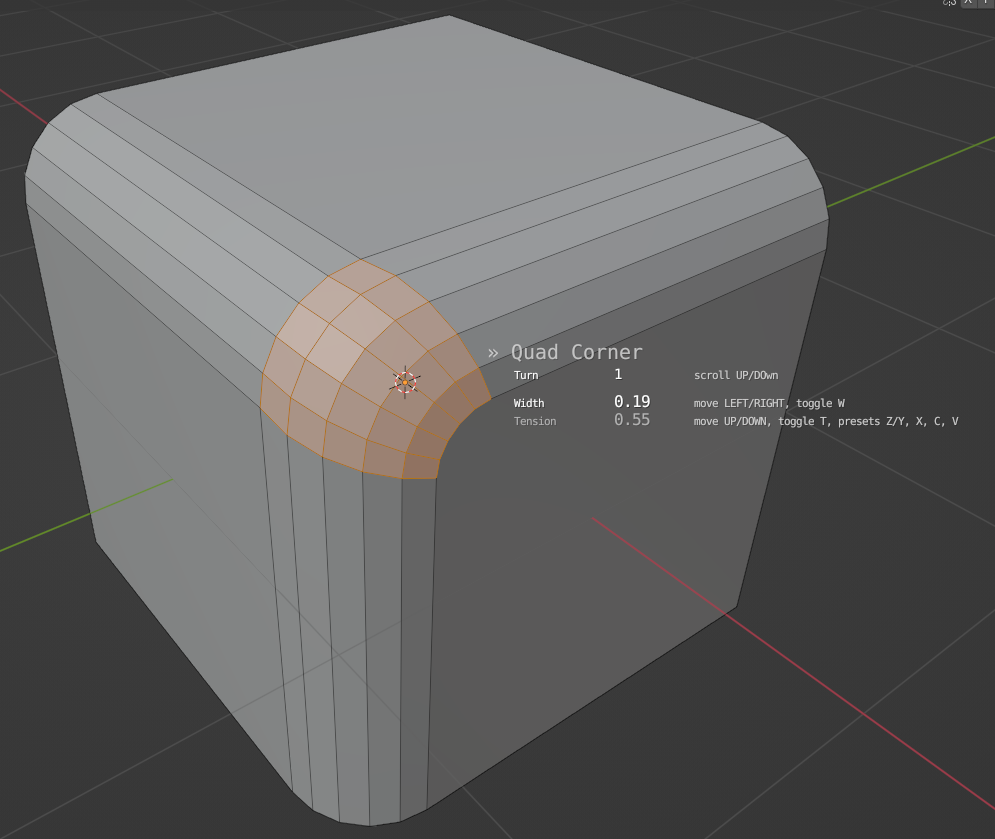 » Quad Corner
Turn 1 scroll UP/DOwn
Width 0.19 move LEFT/RIGHT, toggle W
Tension 0.55 move UP/DOWN, toggle T, presets Z/Y, X, C, V